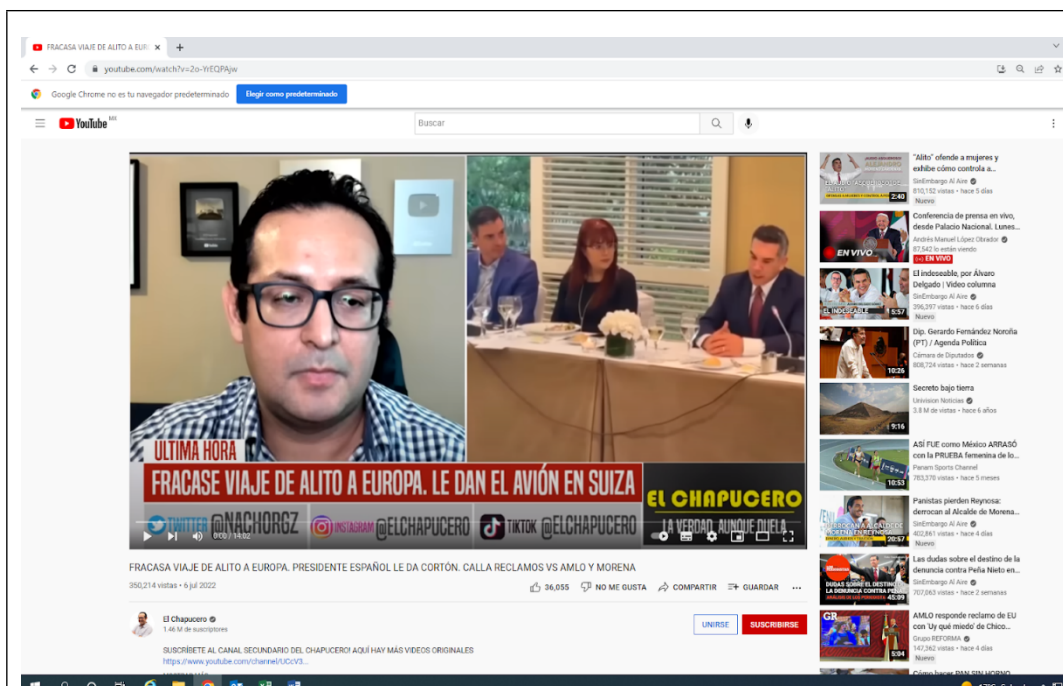 FRACASA VIAJE DE ALITO A EUR
youtube.com/watch?v=2o-YrEQPAjw
Google Chrome no es tu navegador predeterminado
Elegir como predeterminado
YouTube MX
Buscar
ULTIMA HORA
FRACASE VIAJE DE ALITO A EUROPA. LE DAN EL AVIÓN EN SUIZA
TWITTER @NACHORGZ
INSTAGRAM @ELCHAPUCERO
TIKTOK @ELCHAPUCERO
EL CHAPUCERO
LA VERDAD, AUNQUE DUELA
0:00 / 14:02
FRACASA VIAJE DE ALITO A EUROPA. PRESIDENTE ESPAÑOL LE DA CORTÓN. CALLA RECLAMOS VS AMLO Y MORENA
350,214 vistas • 6 jul 2022
36,055
NO ME GUSTA
COMPARTIR
GUARDAR
El Chapucero
1.46 M de suscriptores
UNIRSE
SUSCRIBIRSE
SUSCRÍBETE AL CANAL SECUNDARIO DEL CHAPUCERO! AQUÍ HAY MÁS VIDEOS ORIGINALES
https://www.youtube.com/channel/UCcV3...
2:40
"Alito" ofende a mujeres y
exhibe cómo controla a...
SinEmbargo Al Aire
810,152 vistas • hace 5 días
Nuevo
EN VIVO
Conferencia de prensa en vivo,
desde Palacio Nacional. Lunes...
Andrés Manuel López Obrador
87,542 lo están viendo
EN VIVO
EL INDESEABLE
5:57
El indeseable, por Álvaro
Delgado | Video columna
SinEmbargo Al Aire
396,397 vistas • hace 6 días
Nuevo
10:26
Dip. Gerardo Fernández Noroña
(PT) / Agenda Política
Cámara de Diputados
808,724 vistas • hace 2 semanas
9:16
Secreto bajo tierra
Univision Noticias
3.8 M de vistas • hace 6 años
10:53
ASÍ FUE como México ARRASÓ
con la PRUEBA femenina de lo...
Panam Sports Channel
783,370 vistas • hace 5 meses
20:57
Panistas pierden Reynosa:
derrocan al Alcalde de Morena...
SinEmbargo Al Aire
402,861 vistas • hace 4 días
Nuevo
DUDAS SOBRE EL DESTINO DE
LA DENUNCIA CONTRA PEÑA
45:09
Las dudas sobre el destino de la
denuncia contra Peña Nieto en...
SinEmbargo Al Aire
707,063 vistas • hace 2 semanas
GR
5:04
AMLO responde reclamo de EU
con 'Uy qué miedo' de Chico...
Grupo REFORMA
147,362 vistas • hace 4 días
Nuevo
Cómo hacer PAN SIN HORNO